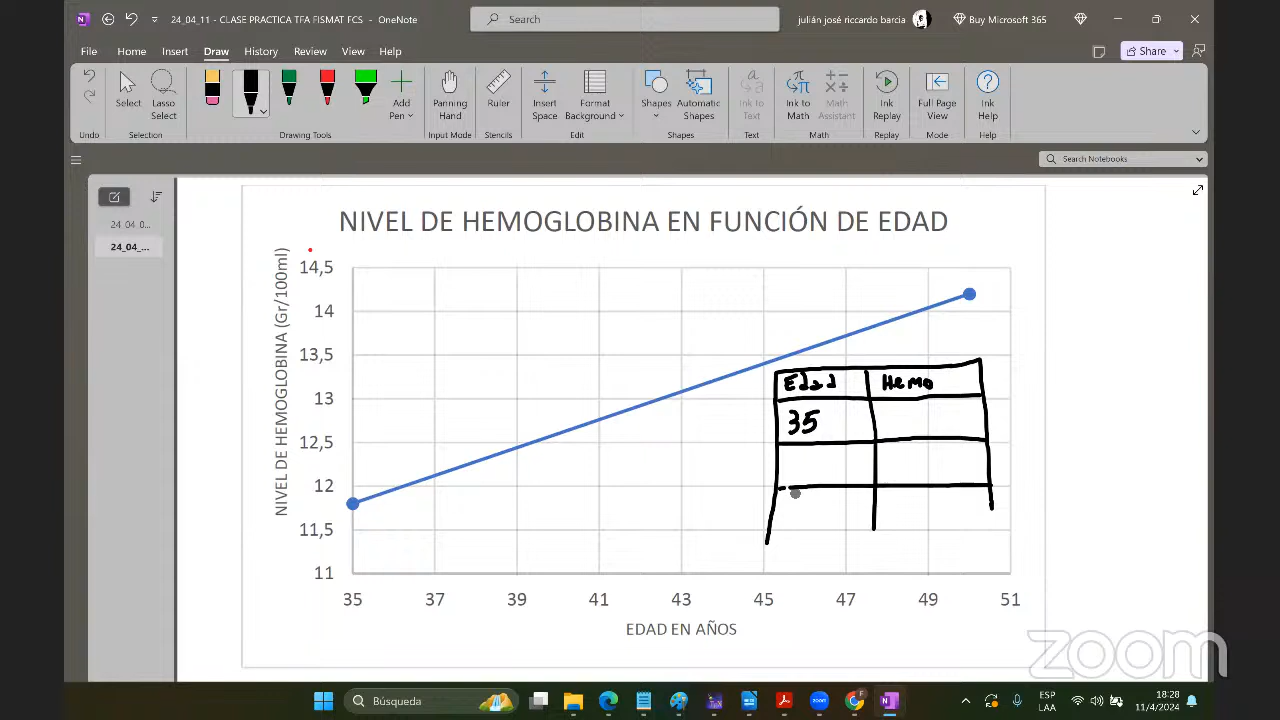 24_04_11 - CLASE PRACTICA TFA FISMAT FCS - OneNote
Search
julián josé riccardo barcia
Buy Microsoft 365
File Home Insert Draw History Review View Help
Share
Select
Lasso Select
Add Pen
Panning Hand
Ruler
Insert Space
Format Background
Shapes
Automatic Shapes
Ink to Text
Ink to Math
Math Assistant
Ink Replay
Full Page View
Ink Help
Undo Selection Drawing Tools Input Mode Stencils Edit Shapes Text Math Replay Mode Help
Search Notebooks
24_04_0...
24_04_...
NIVEL DE HEMOGLOBINA EN FUNCIÓN DE EDAD
NIVEL DE HEMOGLOBINA (Gr/100ml)
14,5
14
13,5
13
12,5
12
11,5
11
Edad Hemo
35
35 37 39 41 43 45 47 49 51
EDAD EN AÑOS
zoom
Búsqueda
ESP
LAA
18:28
11/4/2024